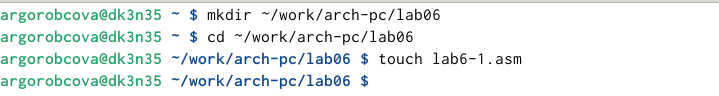 argorobcova@dk3n35 ~ $ mkdir ~/work/arch-pc/lab06
argorobcova@dk3n35 ~ $ cd ~/work/arch-pc/lab06
argorobcova@dk3n35 ~/work/arch-pc/lab06 $ touch lab6-1.asm
argorobcova@dk3n35 ~/work/arch-pc/lab06 $